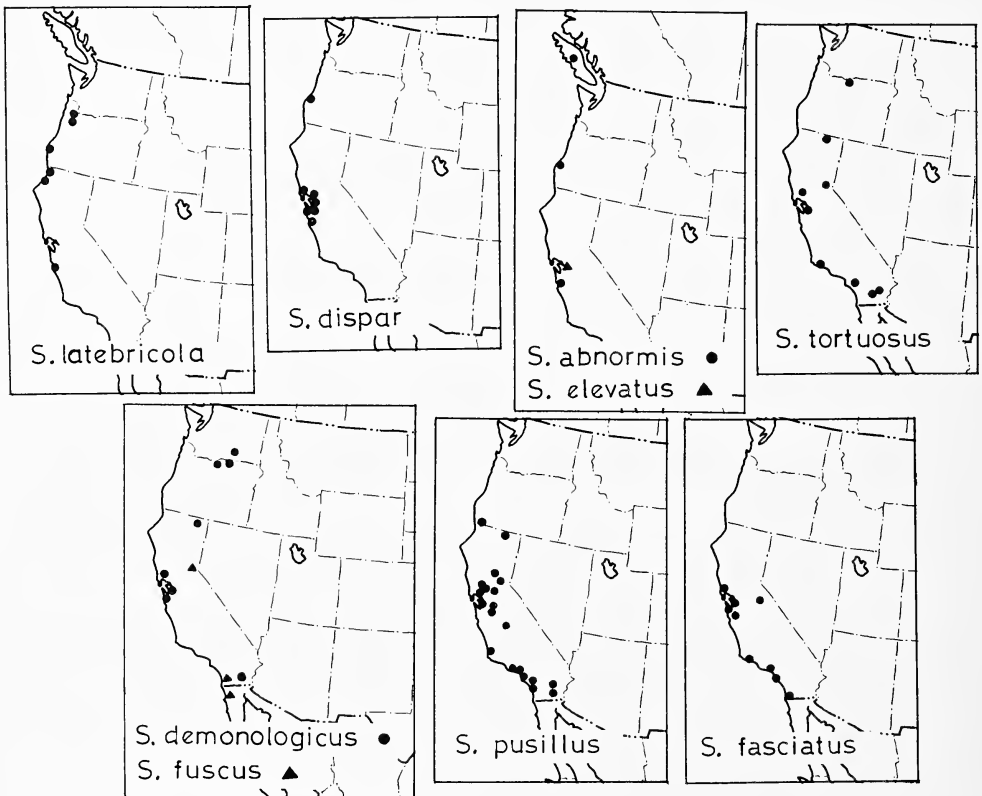 S. latebricola
S. dispar
S. abnormis ●
S. elevatus ▲
S. tortuosus
S. demonologicus ●
S. fuscus ▲
S. pusillus
S. fasciatus